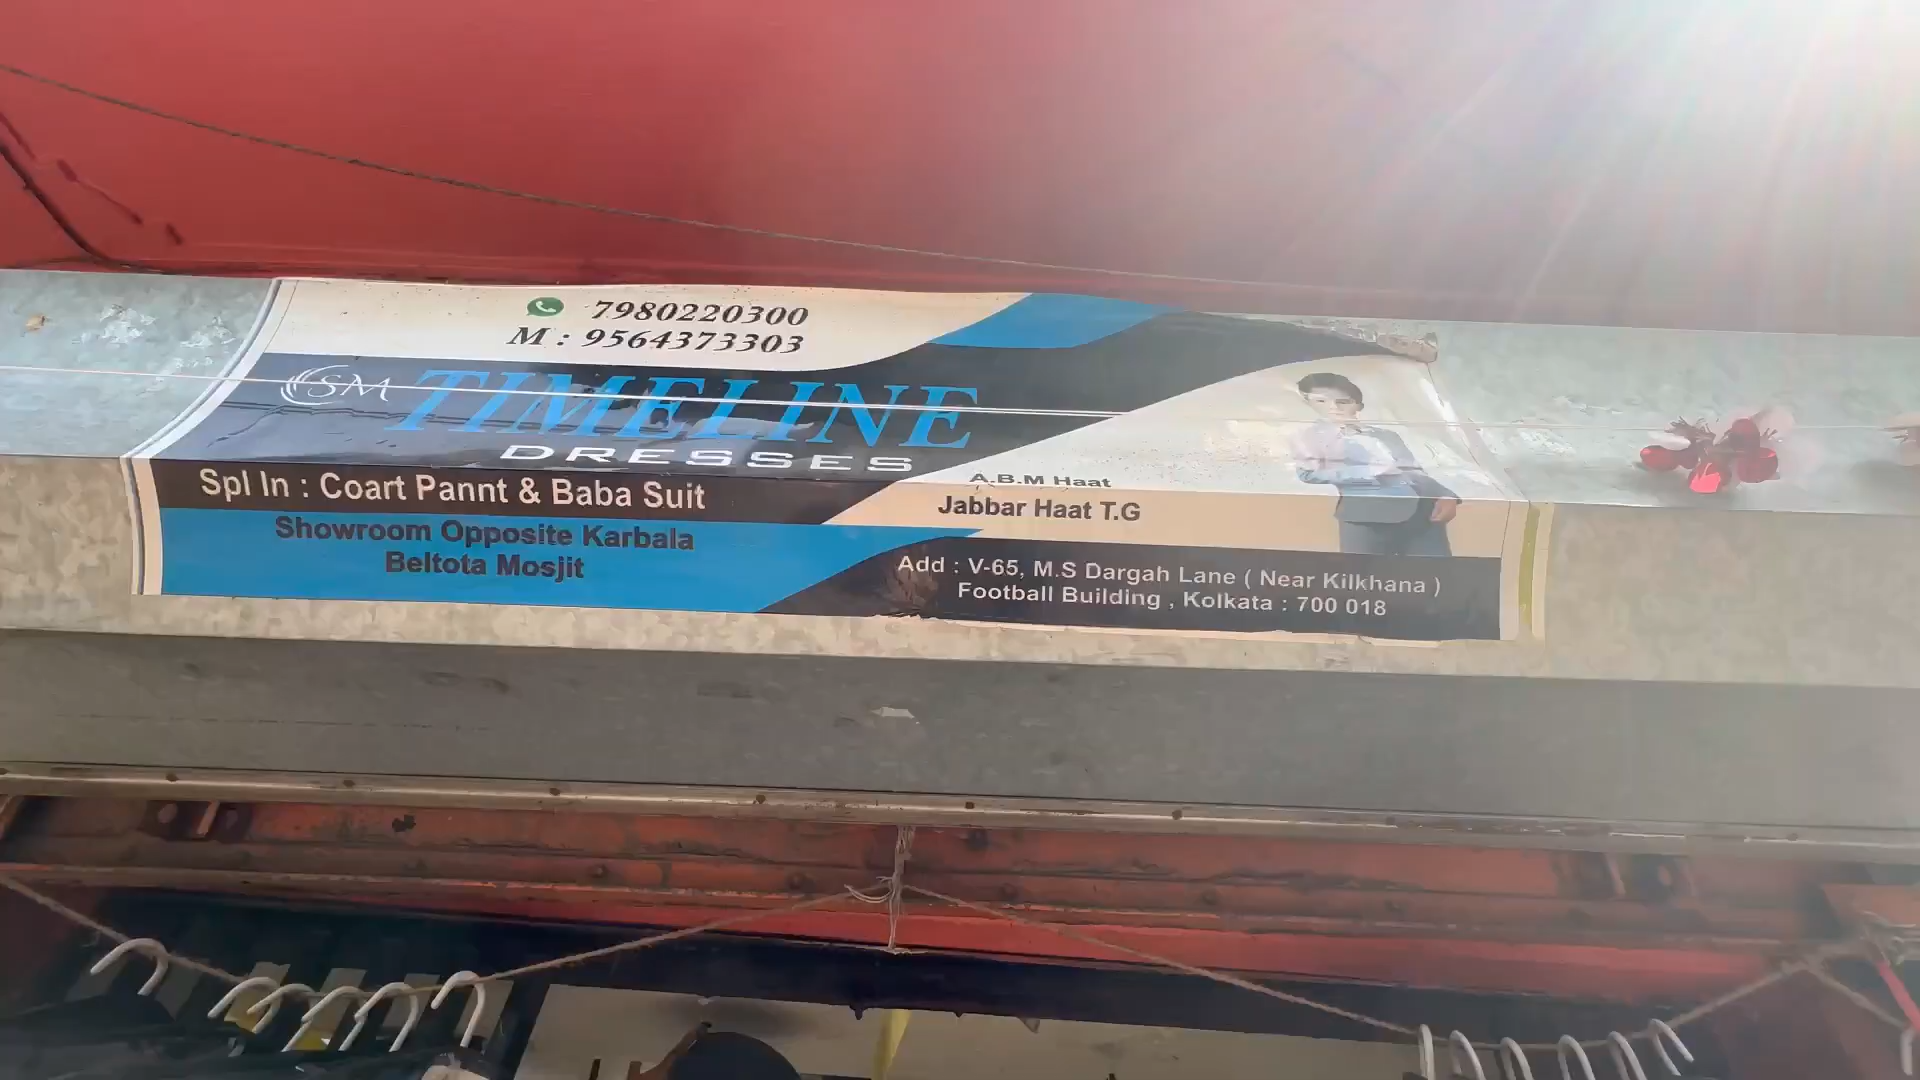 7980220300
M : 9564373303
SM TIMELINE
DRESSES
Spl In : Coart Pannt & Baba Suit
Showroom Opposite Karbala
Beltota Mosjit
A.B.M Haat
Jabbar Haat T.G
Add : V-65, M.S Dargah Lane ( Near Kilkhana )
Football Building , Kolkata : 700 018